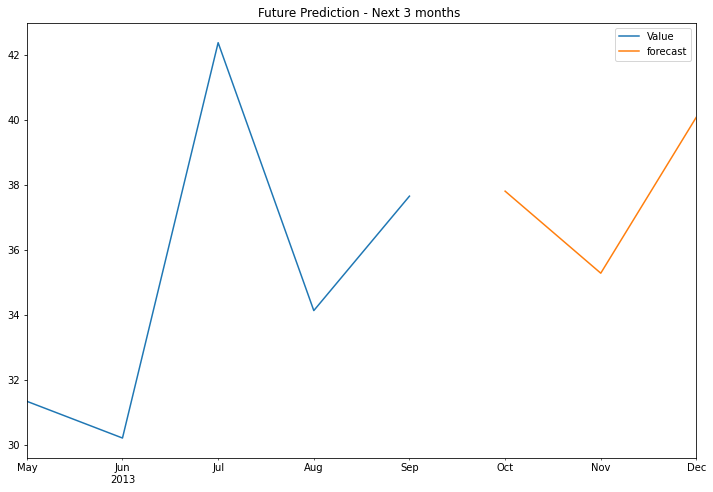 Future Prediction - Next 3 months
Value
forecast
42
40
38
36
34
32
30
May Jun Jul Aug Sep Oct Nov Dec
2013